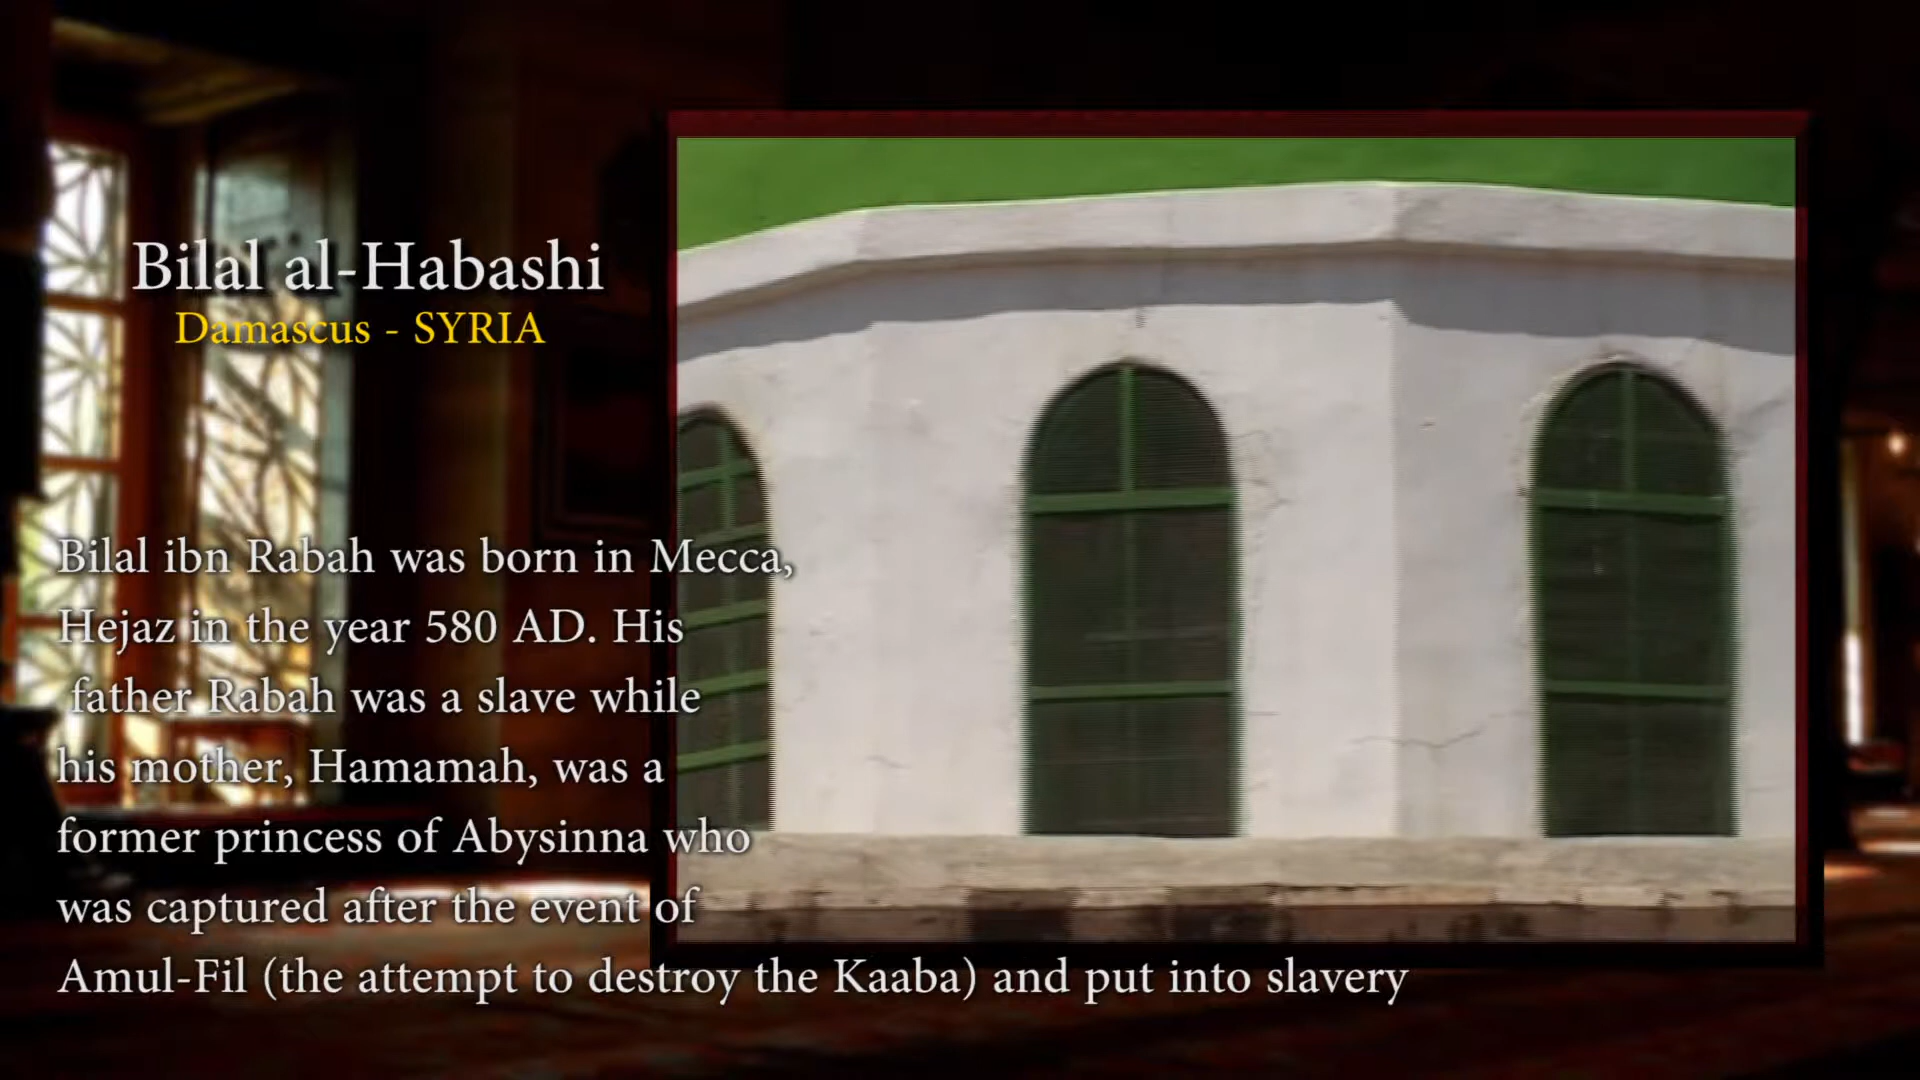 Bilal al-Habashi
Damascus - SYRIA
Bilal ibn Rabah was born in Mecca,
Hejaz in the year 580 AD. His
father Rabah was a slave while
his mother, Hamamah, was a
former princess of Abysinna who
was captured after the event of
Amul-Fil (the attempt to destroy the Kaaba) and put into slavery